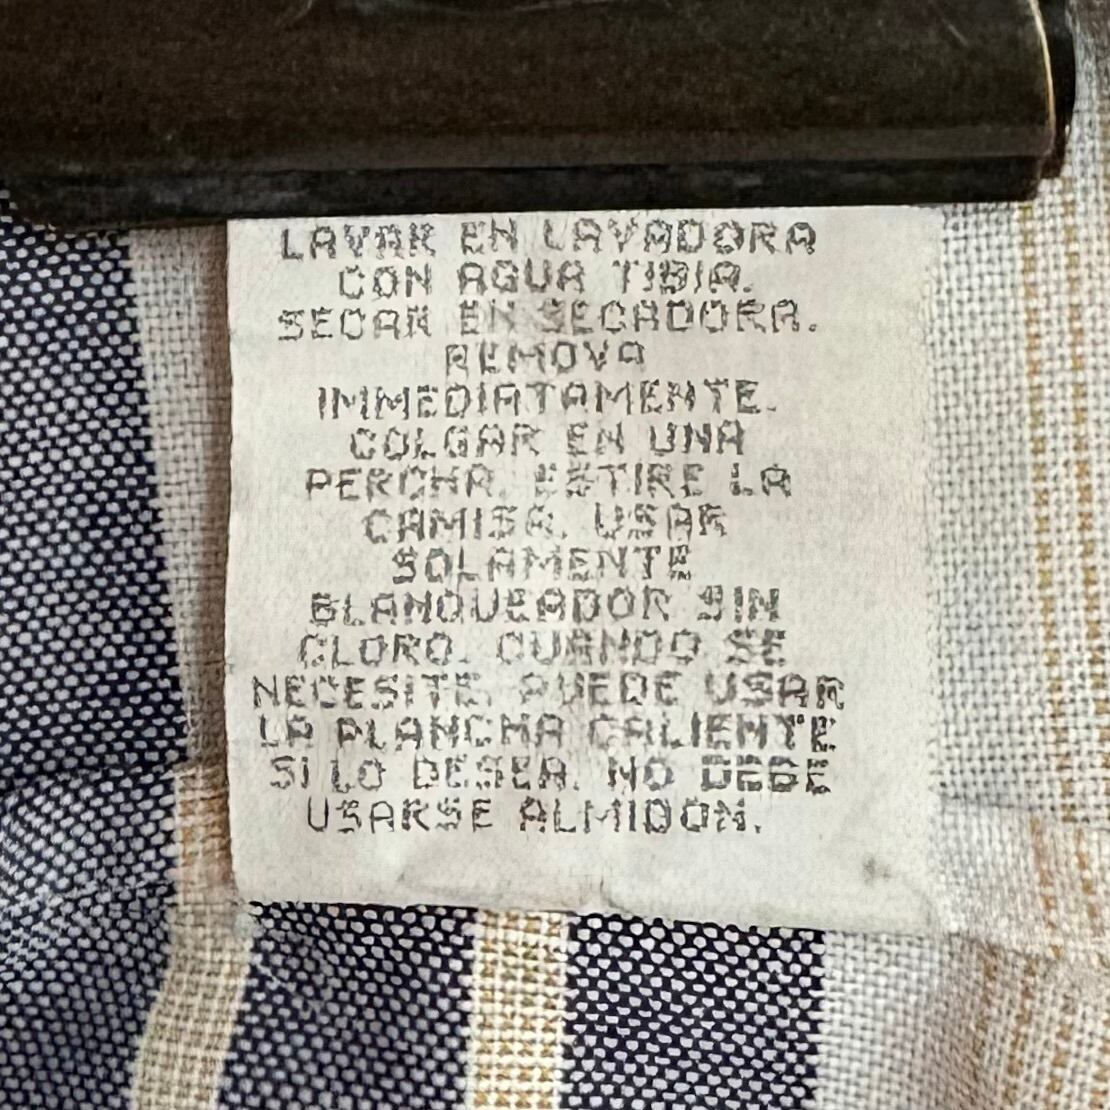 LAVAR EN LAVADORA
CON AGUA TIBIA.
SECAR EN SECADORA.
REMOVA
IMMEDIATAMENTE.
COLGAR EN UNA
PERCHA. ESTIRE LA
CAMISA. USAR
SOLAMENTE
BLANQUEADOR SIN
CLORO. CUANDO SE
NECESITE. PUEDE USAR
LA PLANCHA CALIENTE
SI LO DESEA. NO DEBE
USARSE ALMIDON.